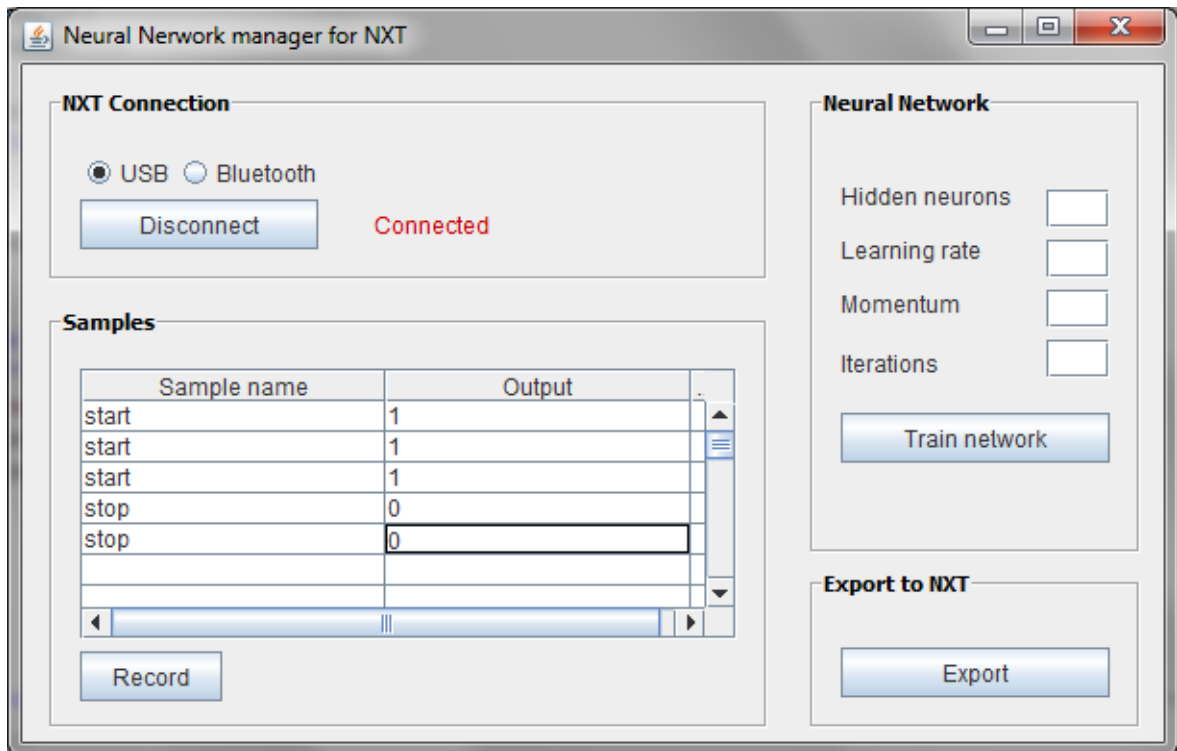 Neural Nerwork manager for NXT
NXT Connection
USB Bluetooth
Disconnect Connected
Samples
Sample name Output .
start 1
start 1
start 1
stop 0
stop 0
Record
Neural Network
Hidden neurons
Learning rate
Momentum
Iterations
Train network
Export to NXT
Export